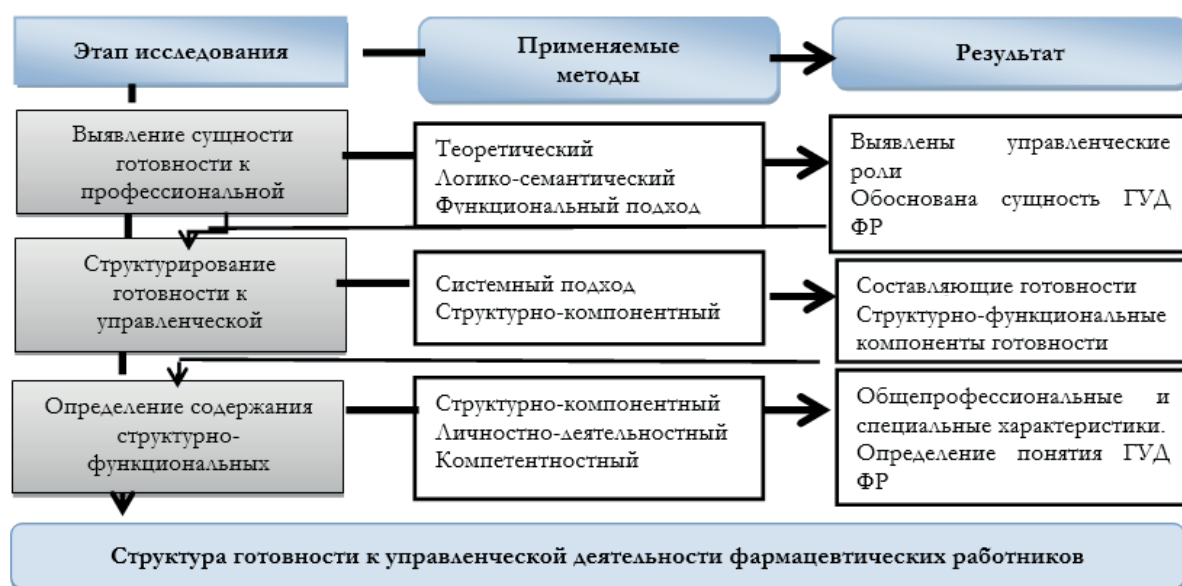 Этап исследования
Применяемые
методы
Результат
Выявление сущности
готовности к
профессиональной
Теоретический
Логико-семантический
Функциональный подход
Выявлены управленческие
роли
Обоснована сущность ГУД
ФР
Структурирование
готовности к
управленческой
Системный подход
Структурно-компонентный
Составляющие готовности
Структурно-функциональные
компоненты готовности
Определение содержания
структурно-
функциональных
Структурно-компонентный
Личностно-деятельностный
Компетентностный
Общепрофессиональные и
специальные характеристики.
Определение понятия ГУД
ФР
Структура готовности к управленческой деятельности фармацевтических работников